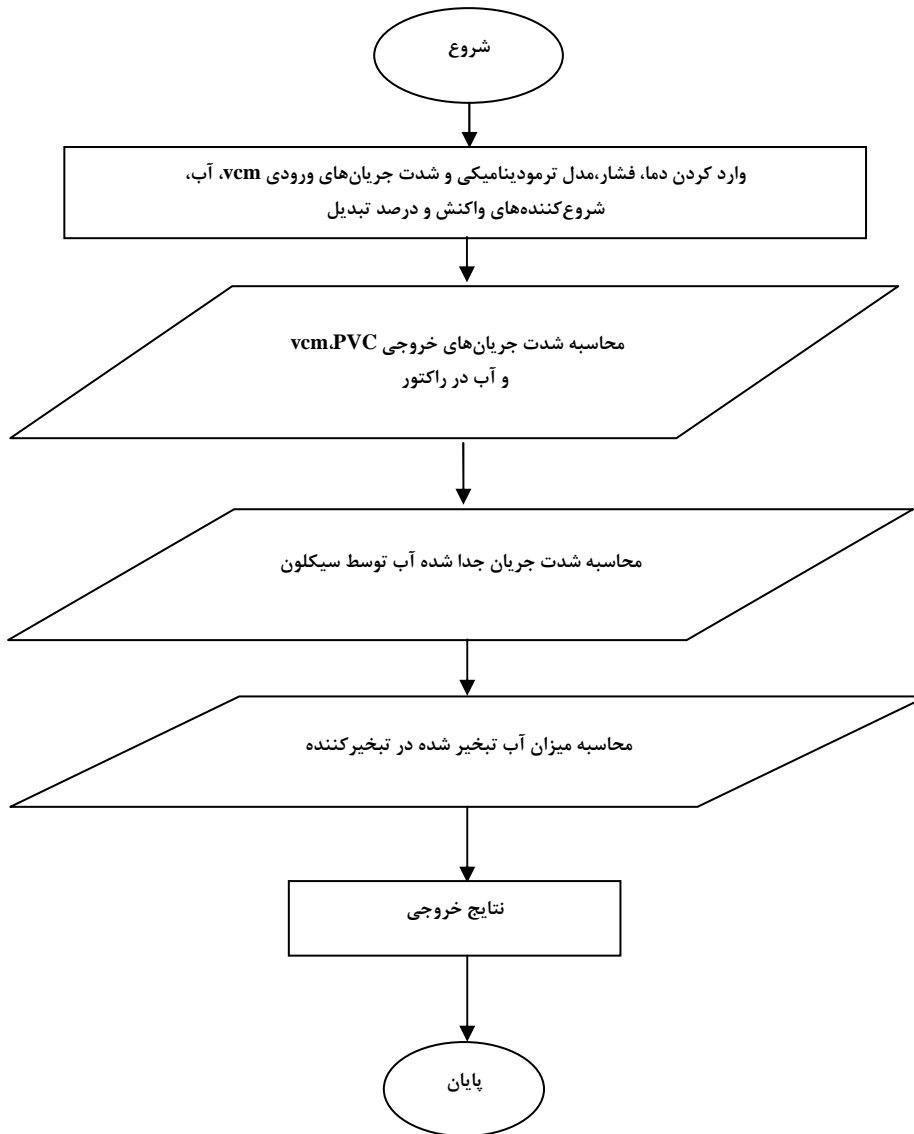 شروع
وارد کردن دما، فشار،مدل ترمودینامیکی و شدت جریان‌های ورودی vcm، آب،
شروع‌کننده‌های واکنش و درصد تبدیل
محاسبه شدت جریان‌های خروجی vcm،PVC
و آب در راکتور
محاسبه شدت جریان جدا شده آب توسط سیکلون
محاسبه میزان آب تبخیر شده در تبخیرکننده
نتایج خروجی
پایان